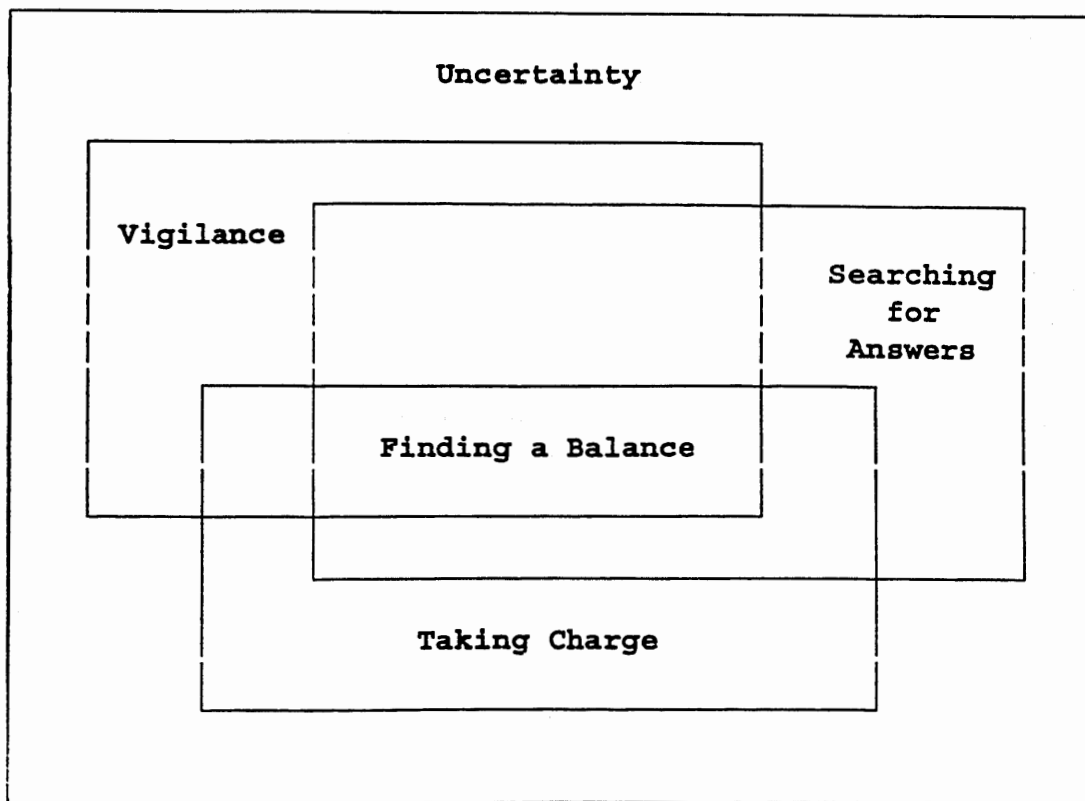 Uncertainty
Vigilance
Searching
for
Answers
Finding a Balance
Taking Charge